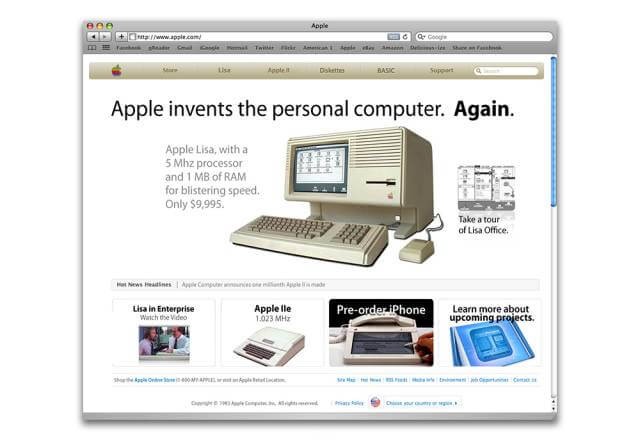 Apple
http://www.apple.com/
Google
Facebook gReader Gmail iGoogle Hotmail Twitter Flickr American 1 Apple eBay Amazon Delicious-ize Share on Facebook
Store Lisa Apple II Diskettes BASIC Support Search
Apple invents the personal computer. Again.
Apple Lisa, with a
5 Mhz processor
and 1 MB of RAM
for blistering speed.
Only $9,995.
Take a tour
of Lisa Office.
Hot News Headlines Apple Computer announces one millionth Apple II is made
Lisa in Enterprise
Watch the Video
Apple IIe
1.023 MHz
Pre-order iPhone
Learn more about
upcoming projects.
Shop the Apple Online Store (1-800-MY-APPLE), or visit an Apple Retail Location.
Site Map Hot News RSS Feeds Media Info Environment Job Opportunities Contact Us
Copyright © 1983 Apple Computer, Inc. All rights reserved. Privacy Policy Choose your country or region